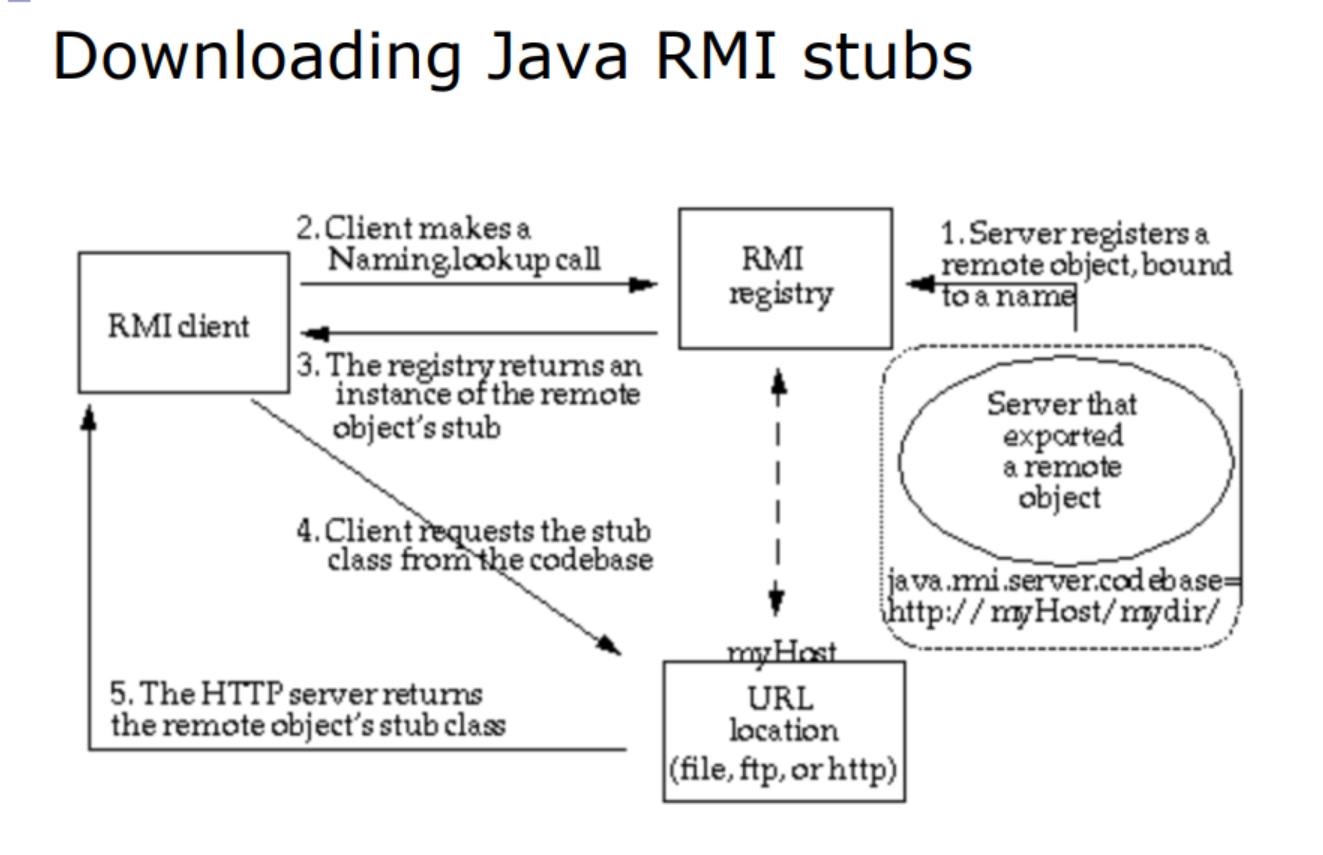 Downloading Java RMI stubs
2. Client makes a
Naming.lookup call
RMI
registry
1. Server registers a
remote object, bound
to a name
RMI client
3. The registry returns an
instance of the remote
object's stub
Server that
exported
a remote
object
4. Client requests the stub
class from the codebase
java.rmi.server.codebase=
http://myHost/mydir/
myHost
URL
location
(file, ftp, or http)
5. The HTTP server returns
the remote object's stub class